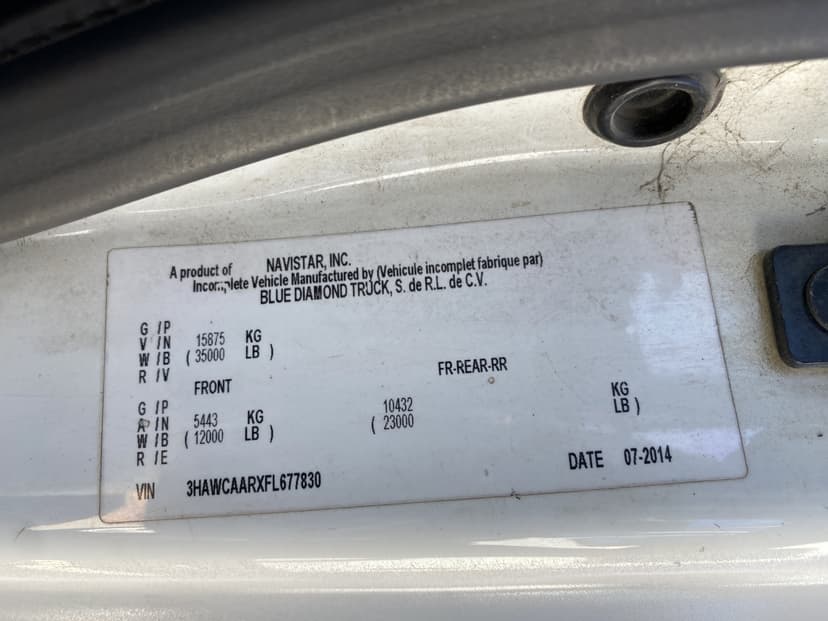 A product of NAVISTAR, INC.
Incomplete Vehicle Manufactured by (Vehicule incomplet fabrique par)
BLUE DIAMOND TRUCK, S. de R.L. de C.V.
G /P
V /N 15875 KG
W /B ( 35000 LB )
R /V
FRONT FR-REAR-RR
G /P
A /N 5443 KG 10432 KG
W /B ( 12000 LB ) ( 23000 LB )
R /E
VIN 3HAWCAARXFL677830 DATE 07-2014